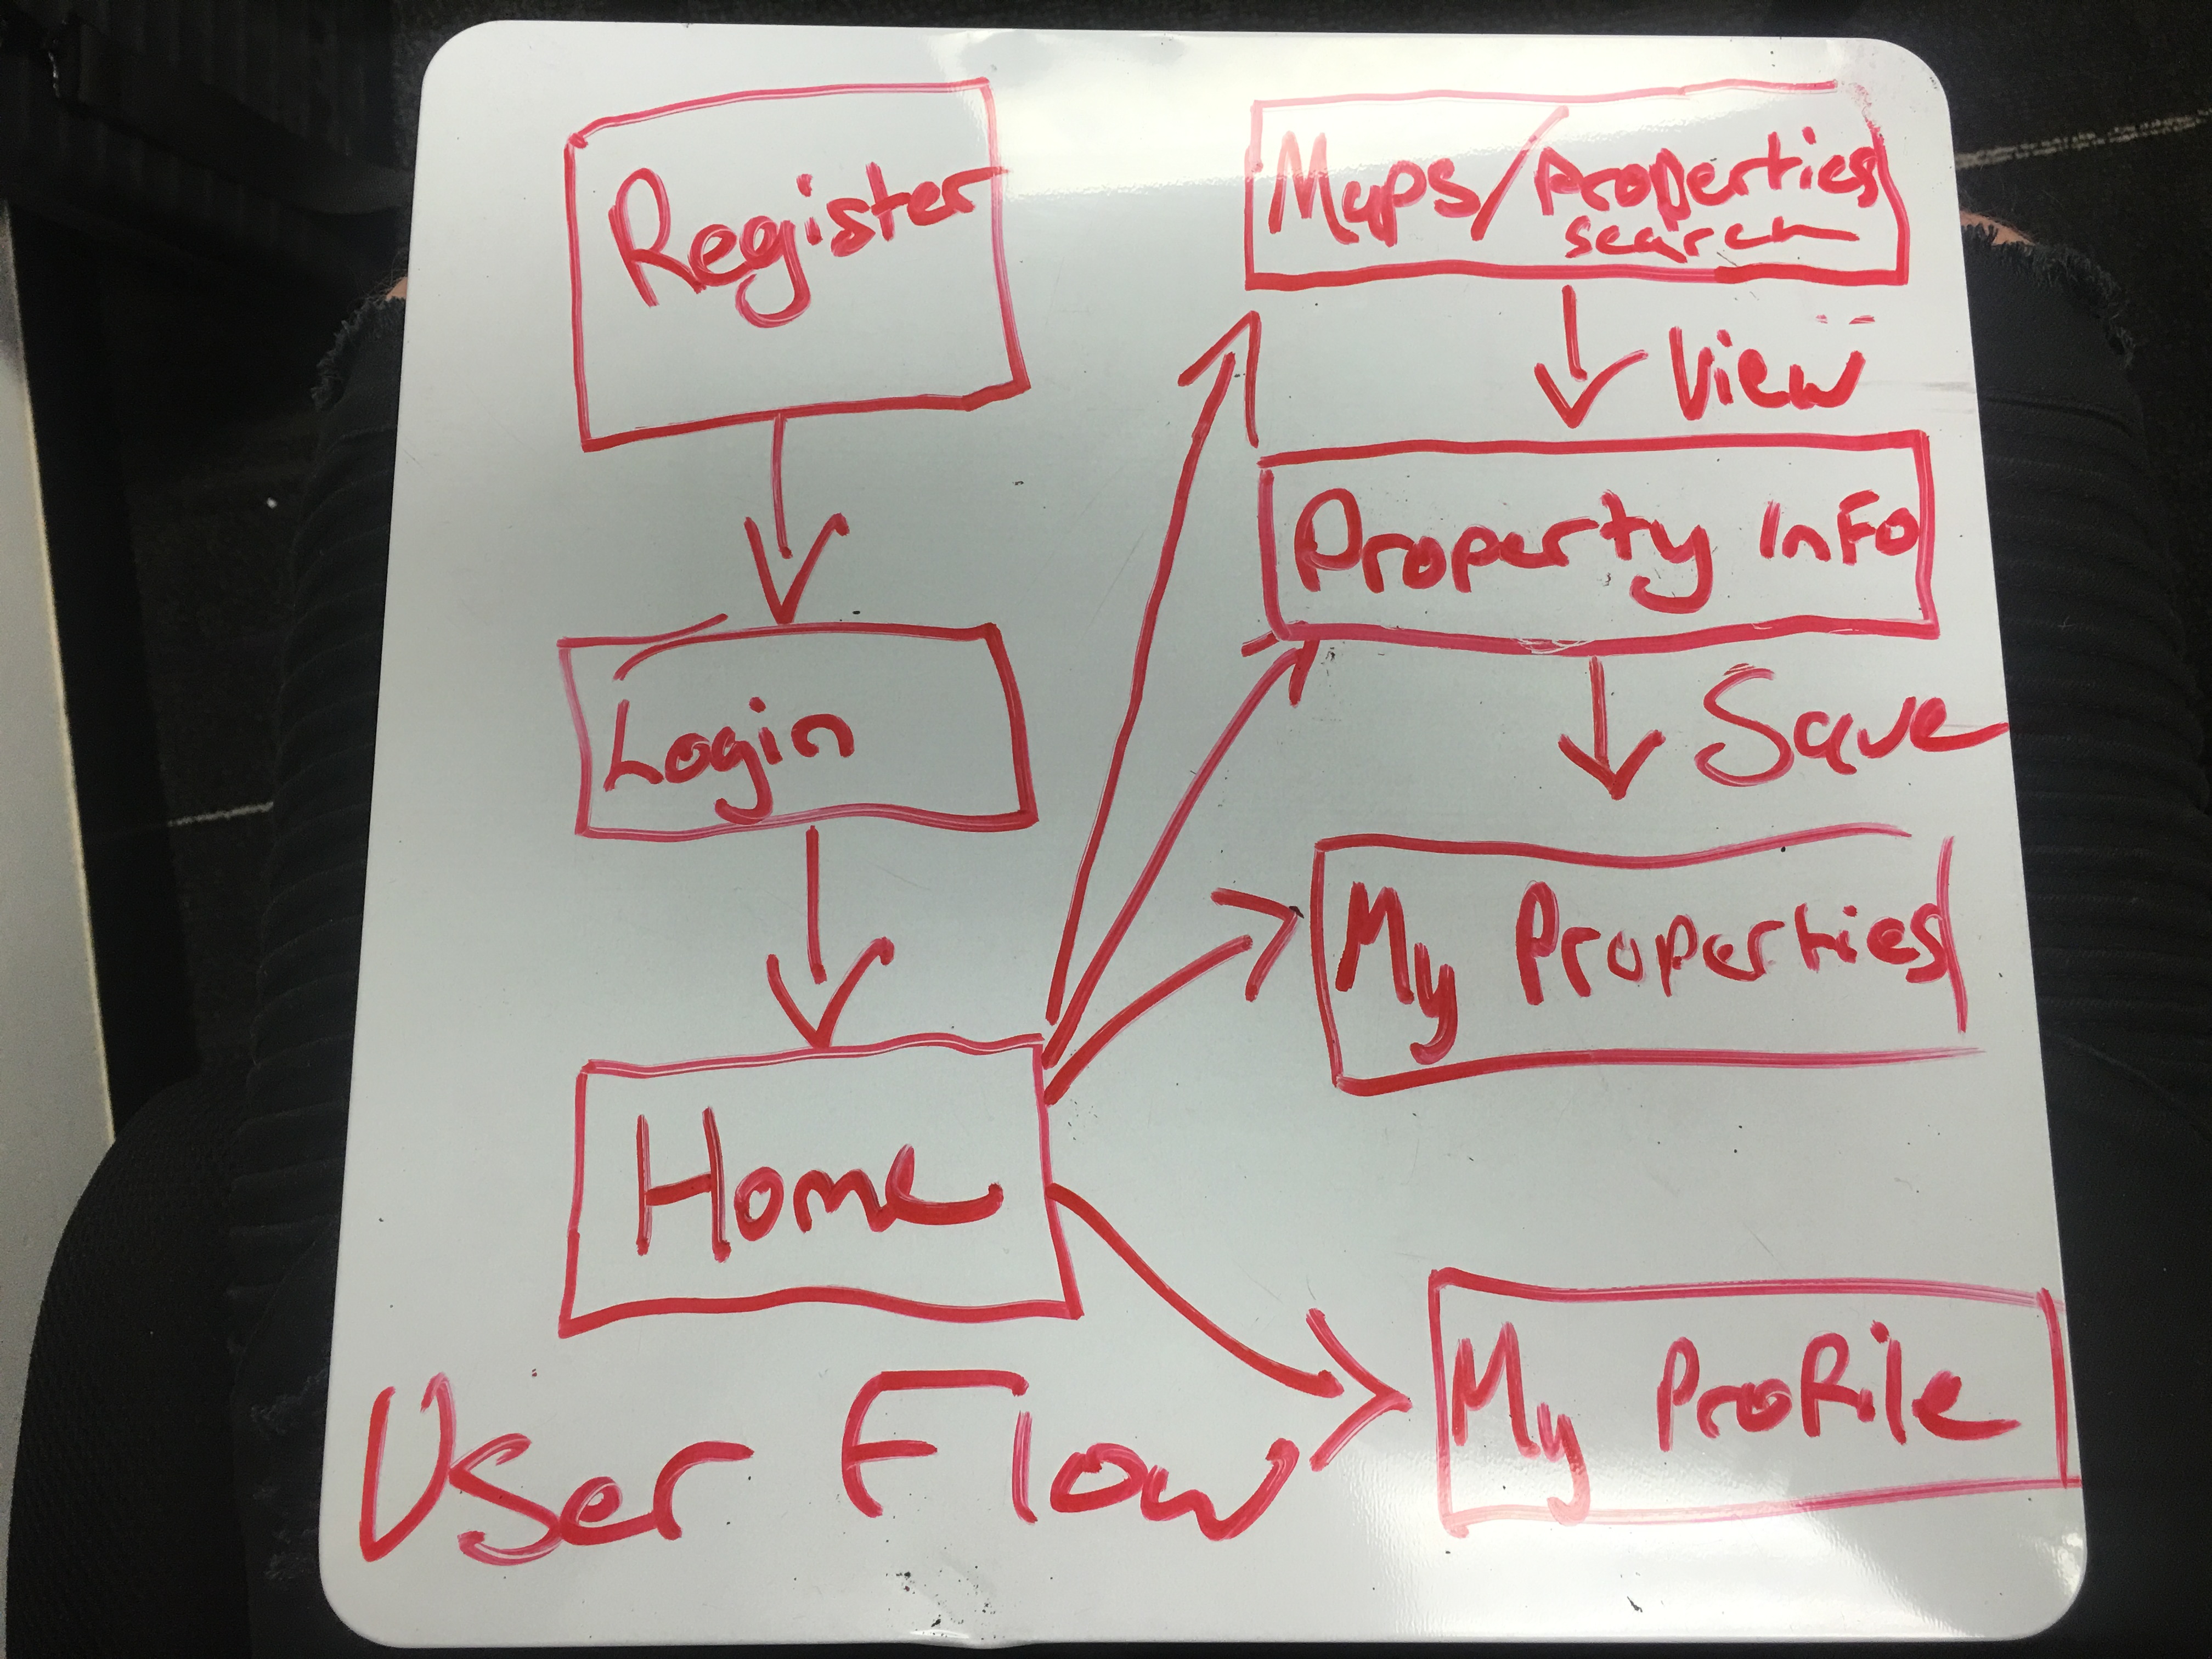 Register
Login
Home
Maps/Properties
search
View
Property Info
Save
My Properties
My Profile
User Flow